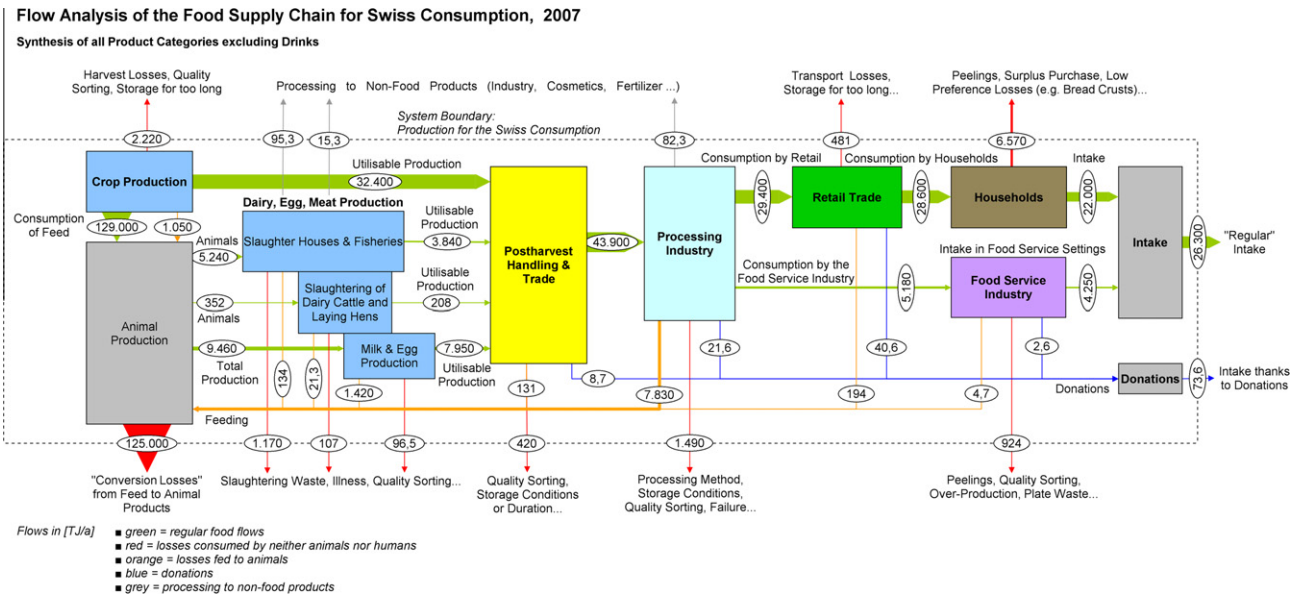 Flow Analysis of the Food Supply Chain for Swiss Consumption, 2007
Synthesis of all Product Categories excluding Drinks
Harvest Losses, Quality
Sorting, Storage for too long
Processing to Non-Food Products (Industry, Cosmetics, Fertilizer ...)
Transport Losses,
Storage for too long...
Peelings, Surplus Purchase, Low
Preference Losses (e.g. Bread Crusts)...
System Boundary:
Production for the Swiss Consumption
2.220
95,3
15,3
82,3
481
6.570
Crop Production
Utilisable Production
32.400
Consumption by Retail
29.400
Retail Trade
Consumption by Households
28.600
Households
Intake
22.000
Consumption
of Feed
129.000
1.050
Dairy, Egg, Meat Production
Animals
5.240
Slaughter Houses & Fisheries
Utilisable
Production
3.840
Postharvest
Handling &
Trade
43.900
Processing
Industry
Intake
26.300
"Regular"
Intake
Animal
Production
352
Animals
Slaughtering of
Dairy Cattle and
Laying Hens
Utilisable
Production
208
Consumption by the
Food Service Industry
5.180
Intake in Food Service Settings
Food Service
Industry
4.250
9.460
Total
Production
Milk & Egg
Production
7.950
Utilisable
Production
134
21,3
1.420
131
8,7
7.830
21,6
40,6
194
2,6
4,7
Donations
Donations
73,6
Intake thanks
to Donations
Feeding
125.000
1.170
107
96,5
420
1.490
924
"Conversion Losses"
from Feed to Animal
Products
Slaughtering Waste, Illness, Quality Sorting...
Quality Sorting,
Storage Conditions
or Duration...
Processing Method,
Storage Conditions,
Quality Sorting, Failure...
Peelings, Quality Sorting,
Over-Production, Plate Waste...
Flows in [TJ/a]
■ green = regular food flows
■ red = losses consumed by neither animals nor humans
■ orange = losses fed to animals
■ blue = donations
■ grey = processing to non-food products